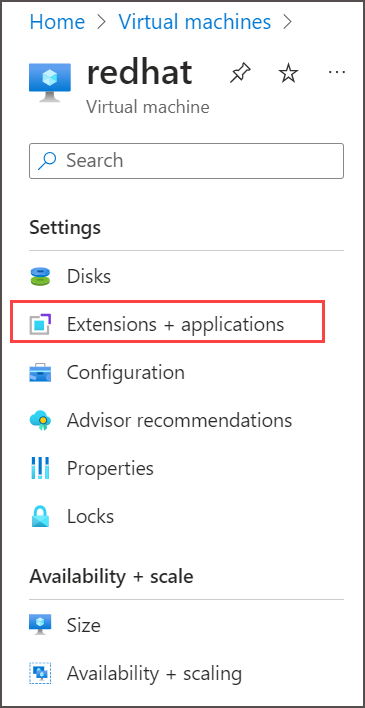 Home > Virtual machines >
redhat
Virtual machine
Search
Settings
Disks
Extensions + applications
Configuration
Advisor recommendations
Properties
Locks
Availability + scale
Size
Availability + scaling